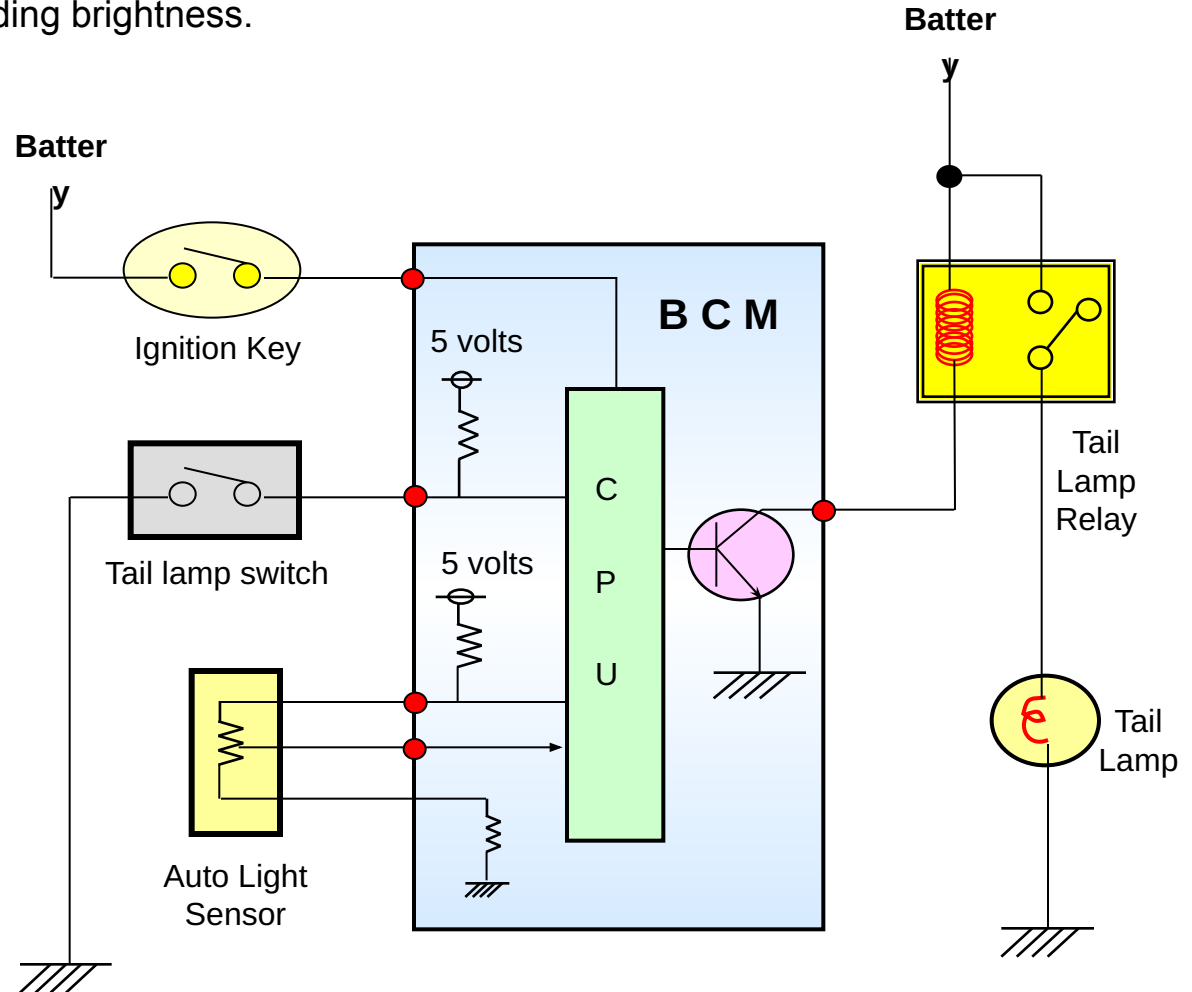 ding brightness.
Batter
y
Batter
y
Ignition Key
B C M
5 volts
C
P
U
Tail lamp switch
5 volts
Auto Light
Sensor
Tail
Lamp
Relay
Tail
Lamp